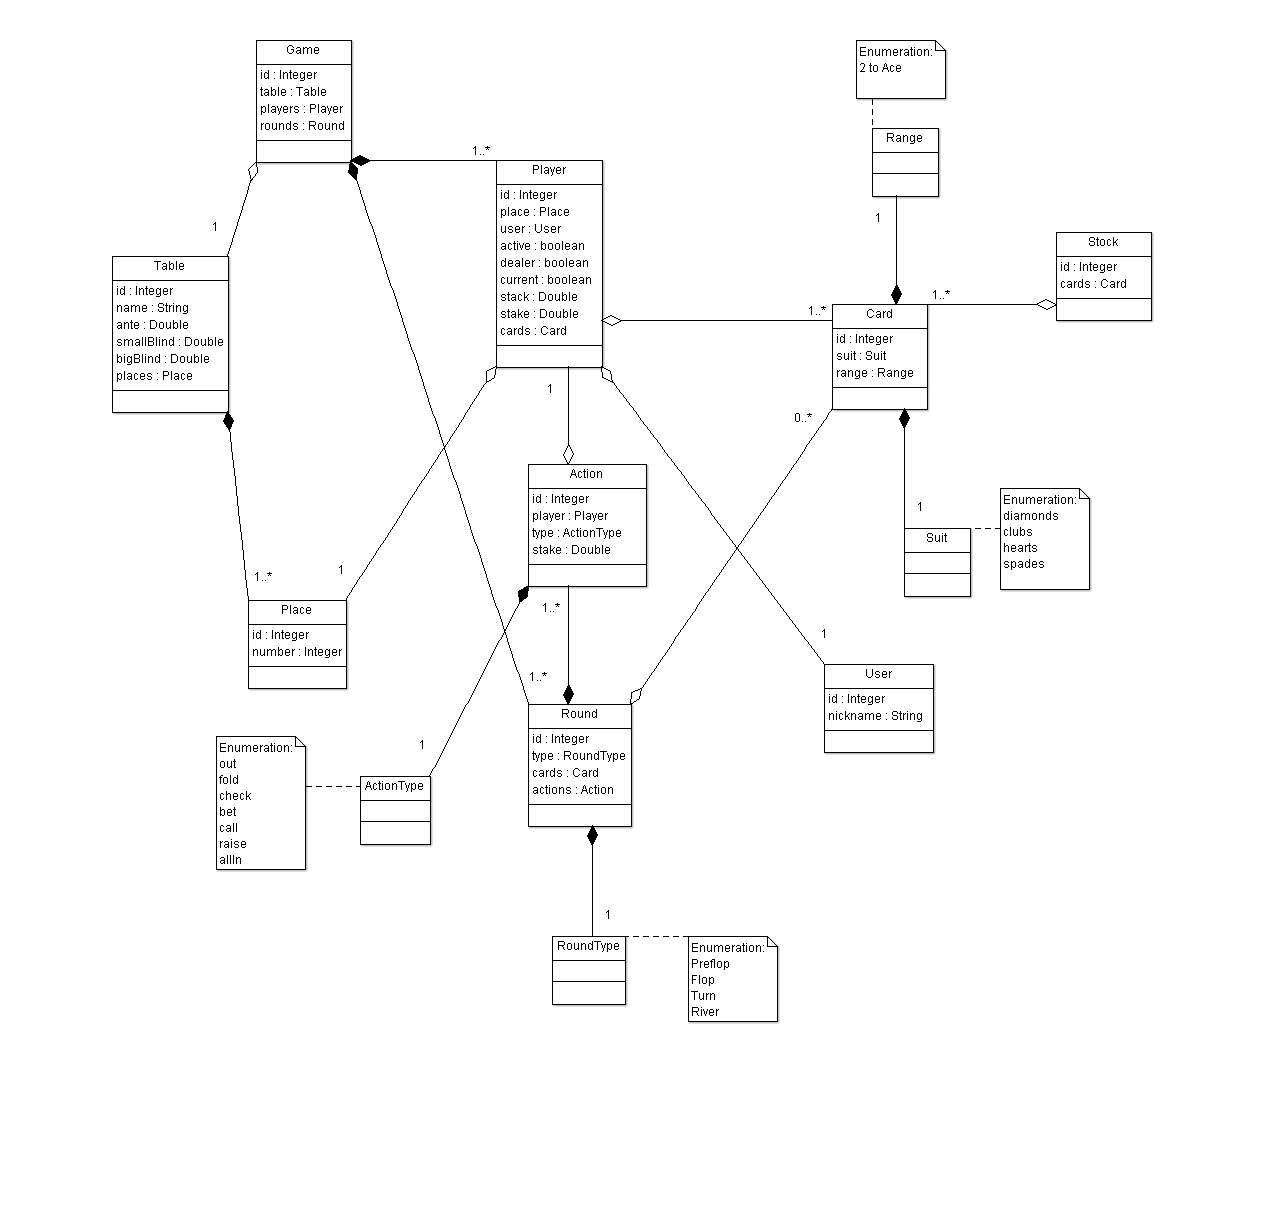 Game
id : Integer
table : Table
players : Player
rounds : Round
Enumeration:
2 to Ace
Range
1..*
Player
id : Integer
place : Place
user : User
active : boolean
dealer : boolean
current : boolean
stack : Double
stake : Double
cards : Card
1
1
Stock
id : Integer
cards : Card
Table
id : Integer
name : String
ante : Double
smallBlind : Double
bigBlind : Double
places : Place
1..*
1..*
Card
id : Integer
suit : Suit
range : Range
1
0..*
Action
id : Integer
player : Player
type : ActionType
stake : Double
1
Suit
Enumeration:
diamonds
clubs
hearts
spades
1..*
1
Place
id : Integer
number : Integer
1..*
1
User
id : Integer
nickname : String
1..*
Round
id : Integer
type : RoundType
cards : Card
actions : Action
1
Enumeration:
out
fold
check
bet
call
raise
allIn
ActionType
1
RoundType
Enumeration:
Preflop
Flop
Turn
River